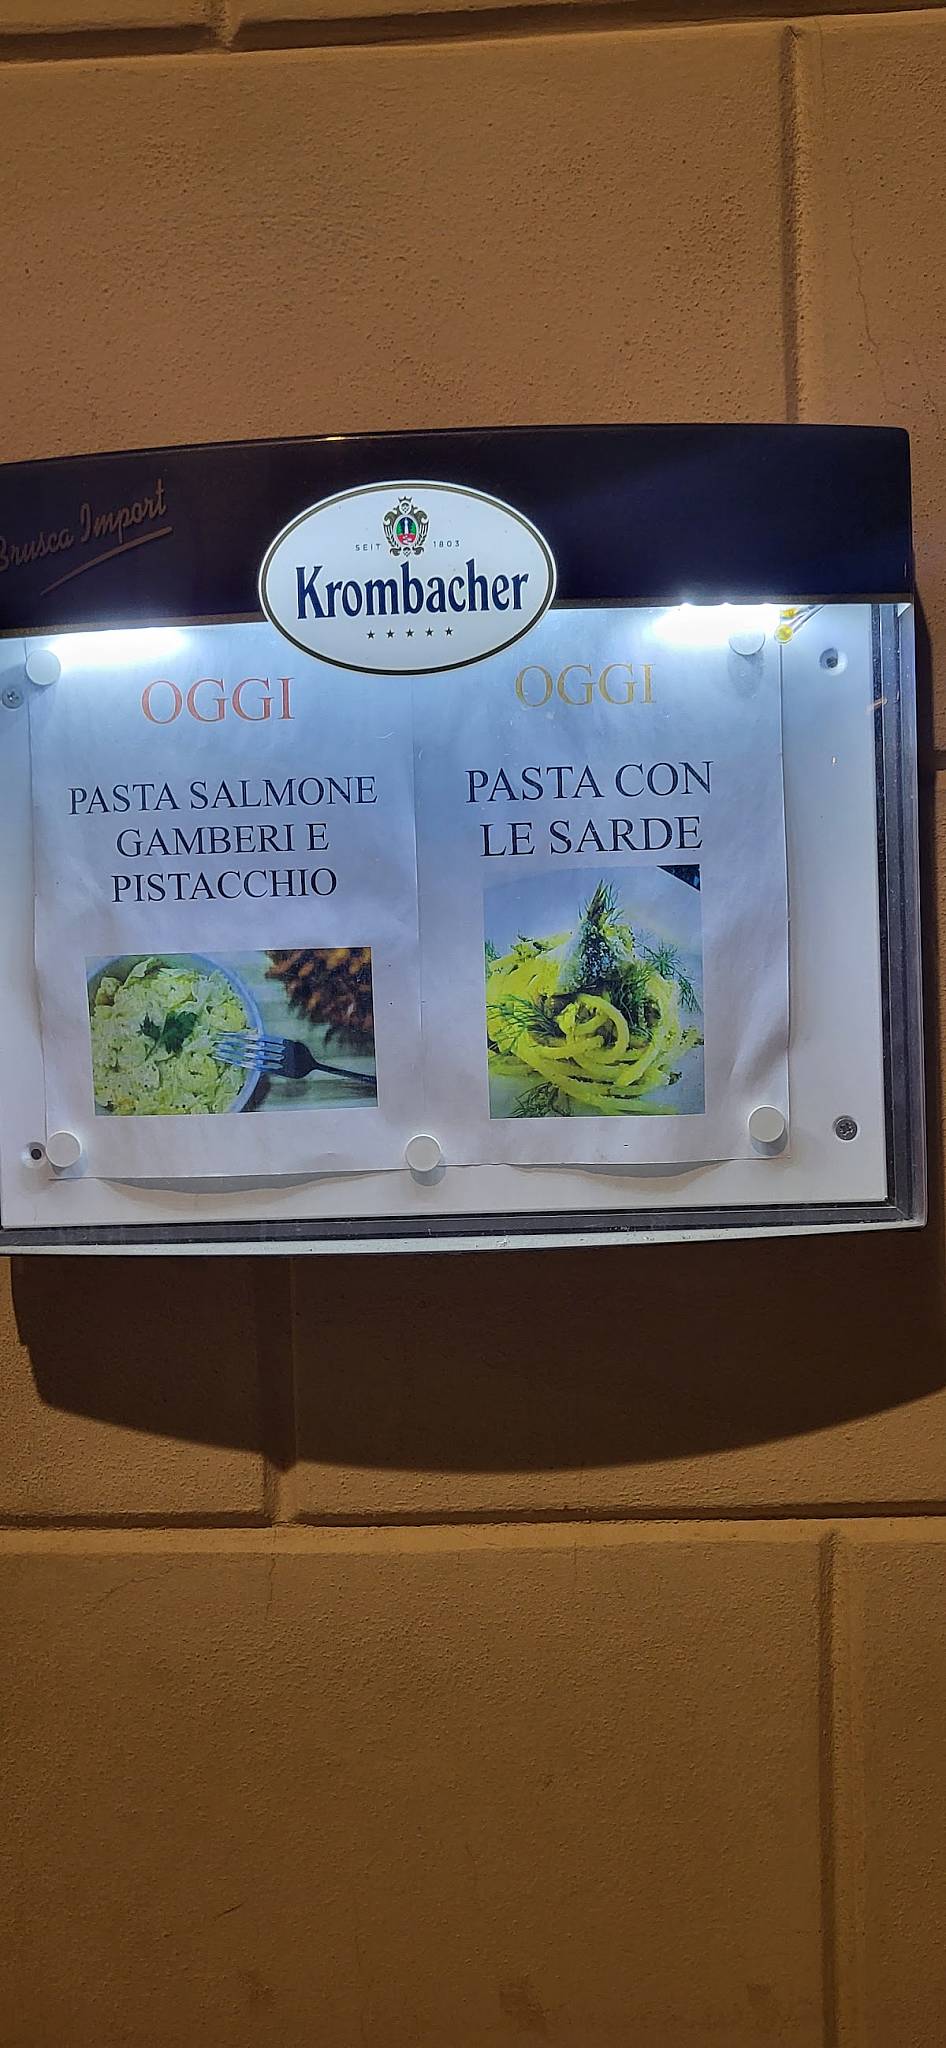 Brusca Import
SEIT 1803
Krombacher
OGGI
PASTA SALMONE
GAMBERI E
PISTACCHIO
OGGI
PASTA CON
LE SARDE